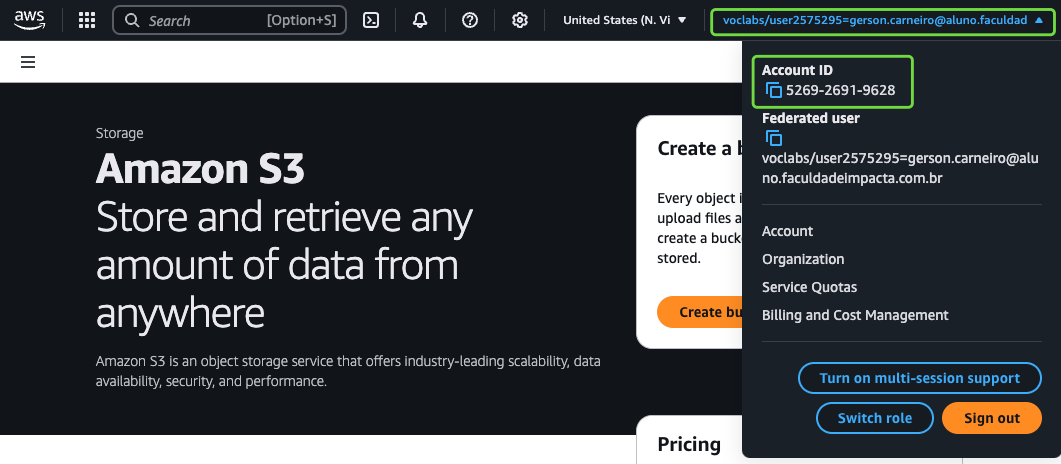 aws
Search [Option+S]
United States (N. Vi
voclabs/user2575295=gerson.carneiro@aluno.faculdad
Account ID
5269-2691-9628
Federated user
voclabs/user2575295=gerson.carneiro@alu
no.faculdadeimpacta.com.br
Account
Organization
Service Quotas
Billing and Cost Management
Turn on multi-session support
Switch role
Sign out
Storage
Amazon S3
Store and retrieve any
amount of data from
anywhere
Amazon S3 is an object storage service that offers industry-leading scalability, data
availability, security, and performance.
Create a b
Every object i
upload files a
create a buck
stored.
Create bu
Pricing